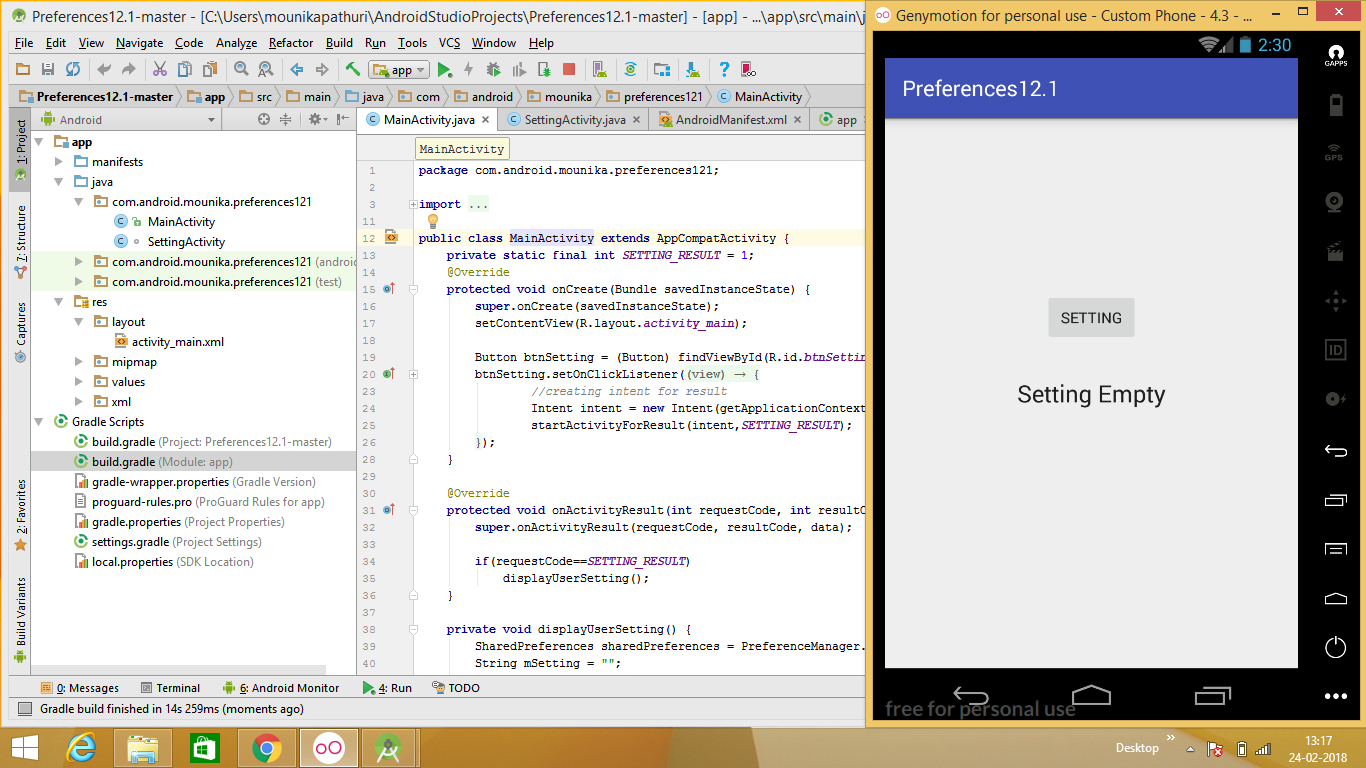 Preferences12.1-master - [C:\Users\mounikapathuri\AndroidStudioProjects\Preferences12.1-master] - [app] - ...\app\src\main\j
File Edit View Navigate Code Analyze Refactor Build Run Tools VCS Window Help
app
Preferences12.1-master app src main java com android mounika preferences121 MainActivity
Android
MainActivity.java SettingActivity.java AndroidManifest.xml app
1: Project
Z: Structure
Captures
2: Favorites
Build Variants
app
manifests
java
com.android.mounika.preferences121
MainActivity
SettingActivity
com.android.mounika.preferences121 (androi
com.android.mounika.preferences121 (test)
res
layout
activity_main.xml
mipmap
values
xml
Gradle Scripts
build.gradle (Project: Preferences12.1-master)
build.gradle (Module: app)
gradle-wrapper.properties (Gradle Version)
proguard-rules.pro (ProGuard Rules for app)
gradle.properties (Project Properties)
settings.gradle (Project Settings)
local.properties (SDK Location)
MainActivity
1 package com.android.mounika.preferences121;
2
3 import ...
11
12 public class MainActivity extends AppCompatActivity {
13 private static final int SETTING_RESULT = 1;
14 @Override
15 protected void onCreate(Bundle savedInstanceState) {
16 super.onCreate(savedInstanceState);
17 setContentView(R.layout.activity_main);
18
19 Button btnSetting = (Button) findViewById(R.id.btnSettin
20 btnSetting.setOnClickListener((view) → {
23 //creating intent for result
24 Intent intent = new Intent(getApplicationContext
25 startActivityForResult(intent,SETTING_RESULT);
26 });
28 }
29
30 @Override
31 protected void onActivityResult(int requestCode, int resultC
32 super.onActivityResult(requestCode, resultCode, data);
33
34 if(requestCode==SETTING_RESULT)
35 displayUserSetting();
36 }
37
38 private void displayUserSetting() {
39 SharedPreferences sharedPreferences = PreferenceManager.
40 String mSetting = "";
0: Messages Terminal 6: Android Monitor 4: Run TODO
Gradle build finished in 14s 259ms (moments ago)
Genymotion for personal use - Custom Phone - 4.3 - ...
2:30
Preferences12.1
SETTING
Setting Empty
free for personal use
GAPPS
GPS
ID
Desktop
13:17
24-02-2018